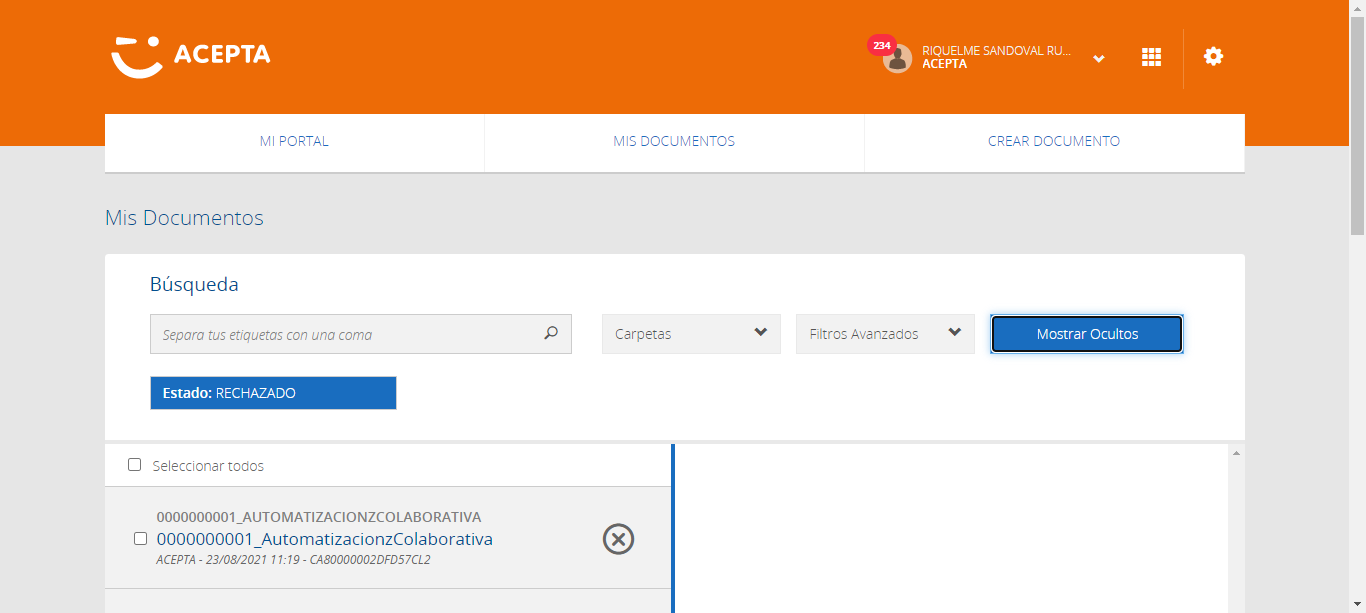 ACEPTA
234
RIQUELME SANDOVAL RU...
ACEPTA
MI PORTAL
MIS DOCUMENTOS
CREAR DOCUMENTO
Mis Documentos
Búsqueda
Separa tus etiquetas con una coma
Carpetas
Filtros Avanzados
Mostrar Ocultos
Estado: RECHAZADO
Seleccionar todos
0000000001_AUTOMATIZACIONZCOLABORATIVA
0000000001_AutomatizacionzColaborativa
ACEPTA - 23/08/2021 11:19 - CA80000002DFD57CL2